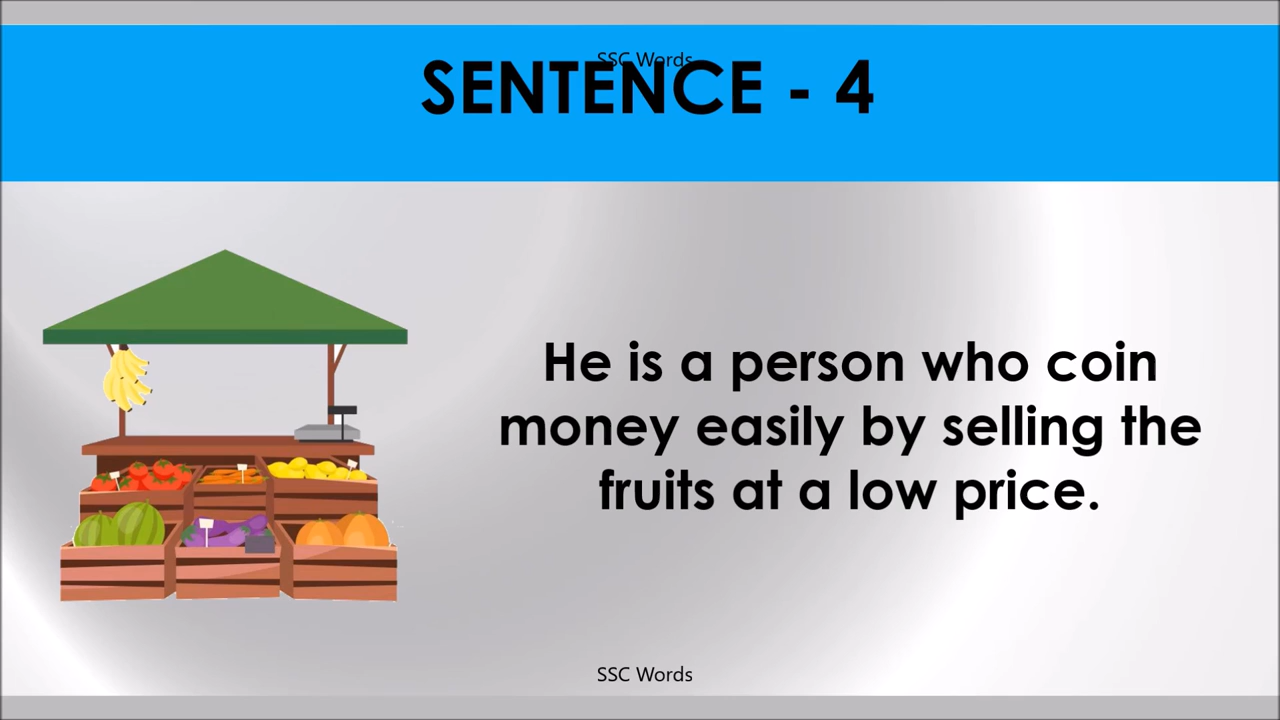 SSC Words
SENTENCE - 4
He is a person who coin
money easily by selling the
fruits at a low price.
SSC Words